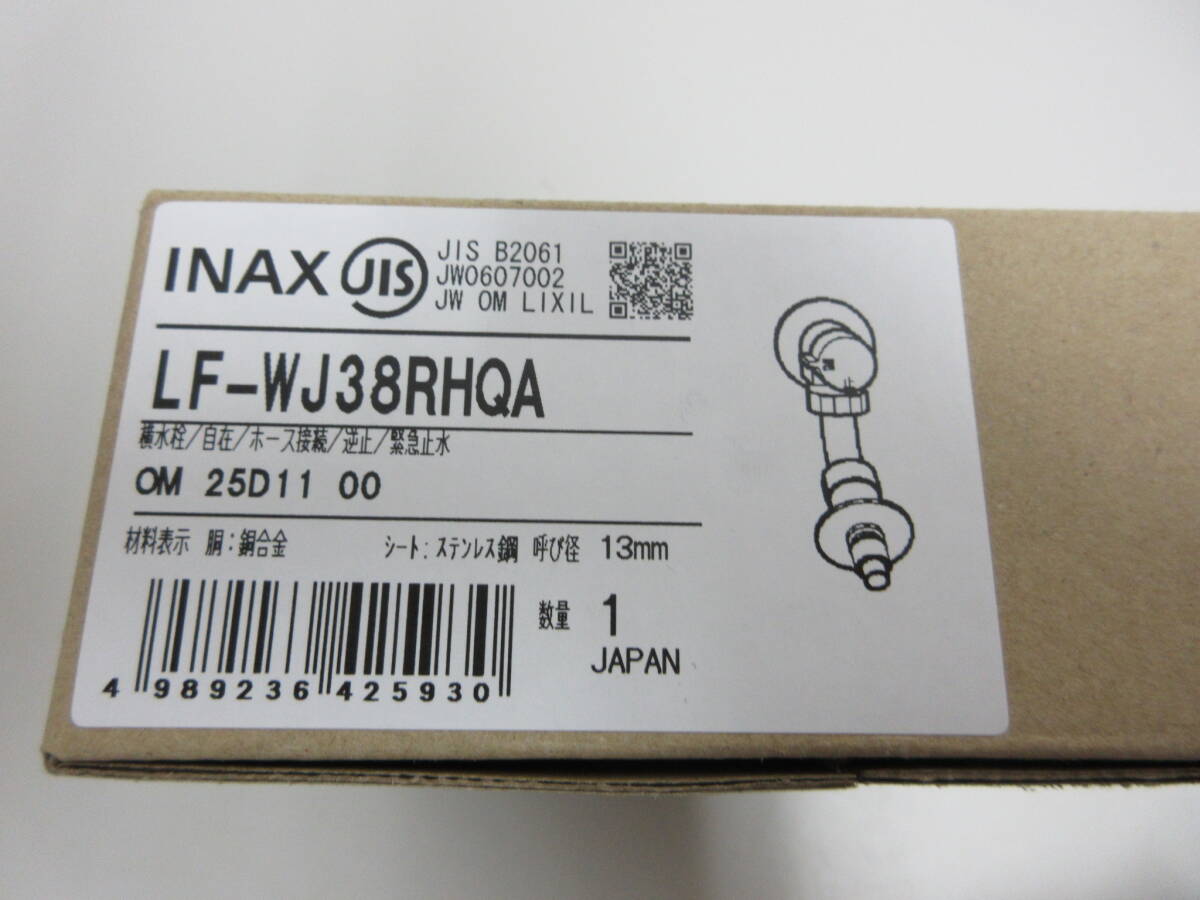 INAX JIS
JIS B2061
JW0607002
JW OM LIXIL
LF-WJ38RHQA
横水栓/自在/ホース接続/逆止/緊急止水
OM 25D11 00
材料表示 胴:銅合金 シート:ステンレス鋼 呼び径 13mm
数量 1
JAPAN
4 989236 425930
止